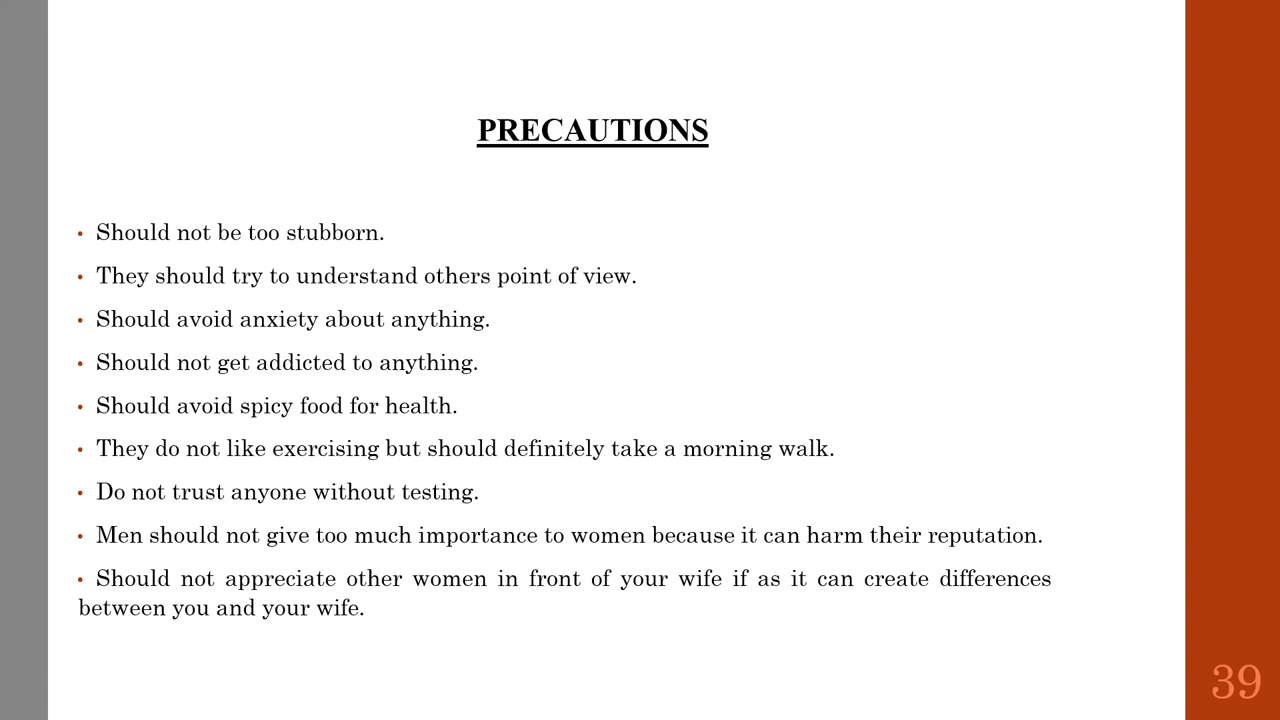 PRECAUTIONS
• Should not be too stubborn.
• They should try to understand others point of view.
• Should avoid anxiety about anything.
• Should not get addicted to anything.
• Should avoid spicy food for health.
• They do not like exercising but should definitely take a morning walk.
• Do not trust anyone without testing.
• Men should not give too much importance to women because it can harm their reputation.
• Should not appreciate other women in front of your wife if as it can create differences
between you and your wife.
39